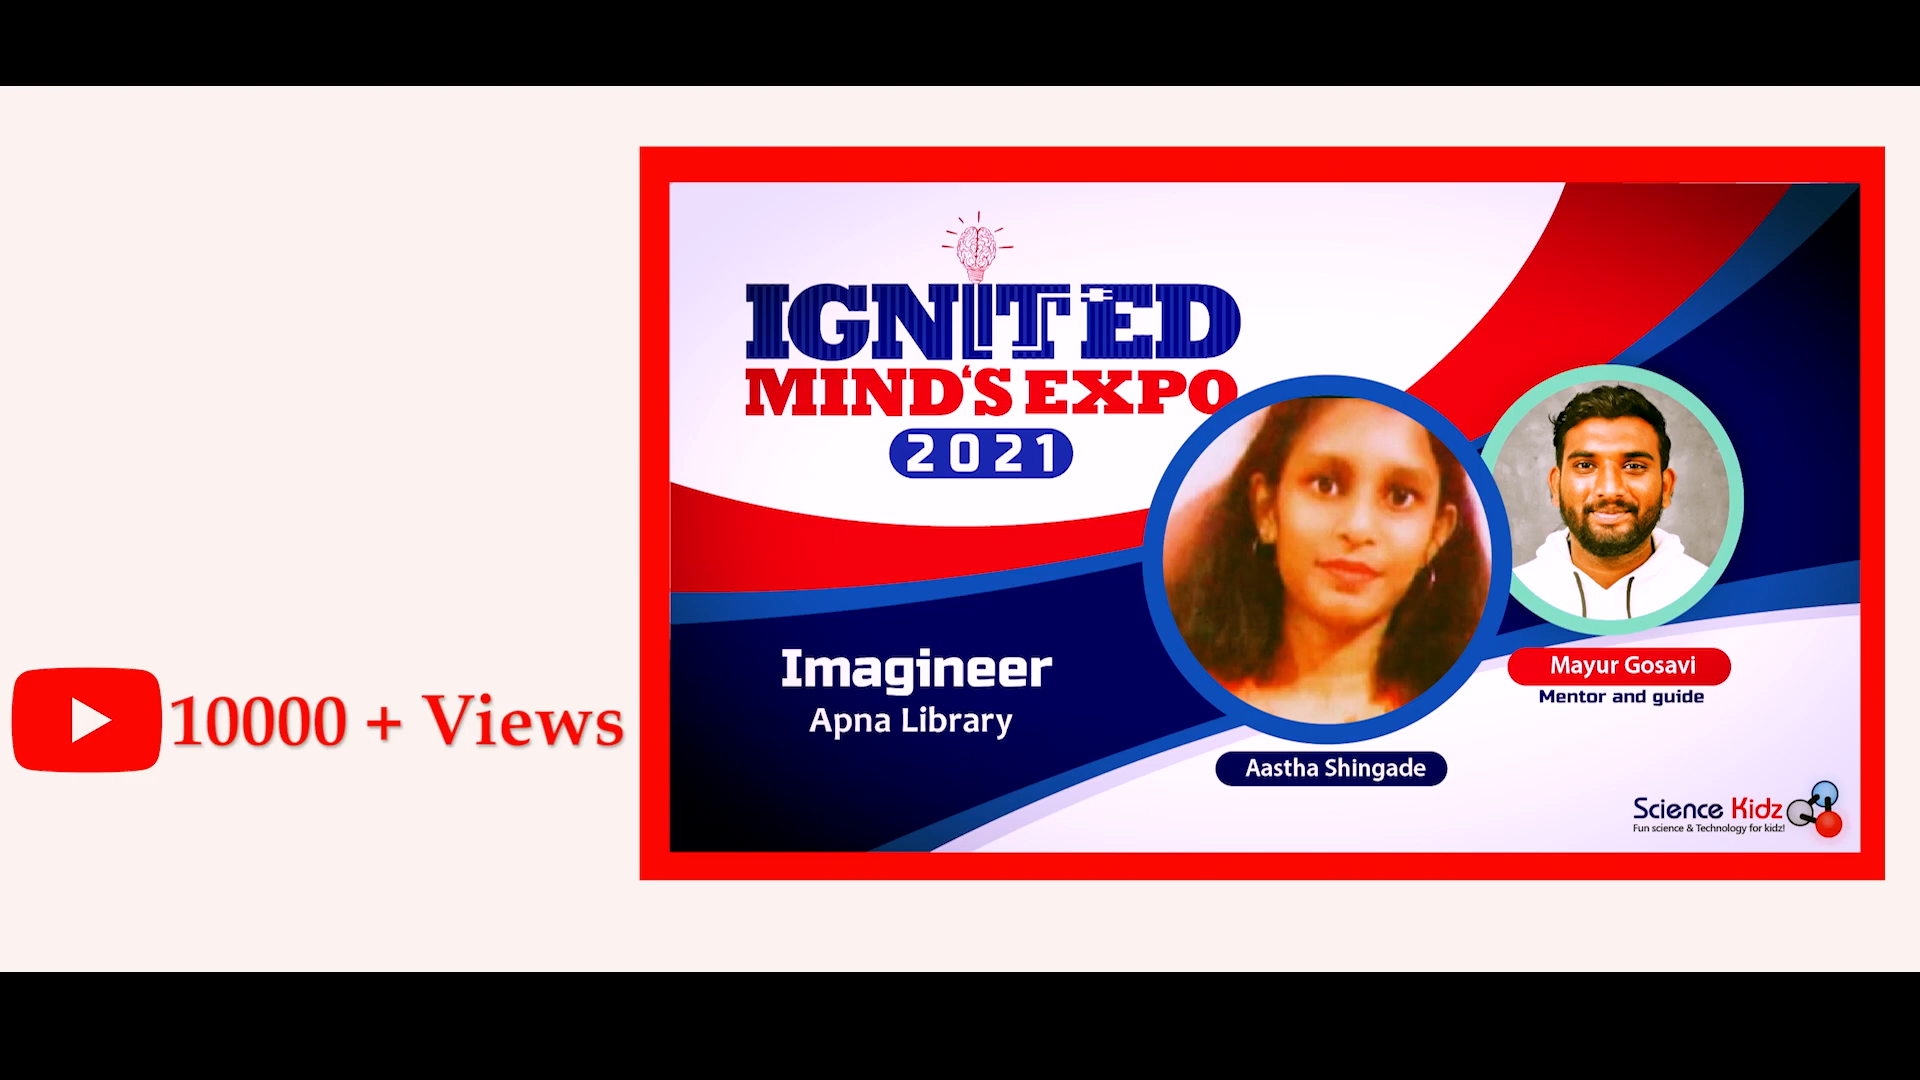 IGNITED
MIND'S EXPO
2021
Imagineer
Apna Library
10000 + Views
Mayur Gosavi
Mentor and guide
Aastha Shingade
Science Kidz
Fun science & Technology for kidz!